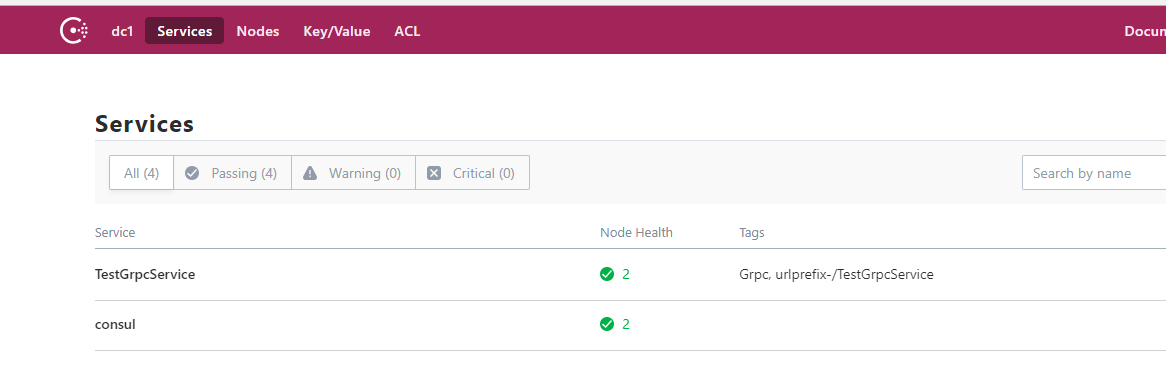 dc1 Services Nodes Key/Value ACL Docum
Services
All (4) Passing (4) Warning (0) Critical (0) Search by name
Service Node Health Tags
TestGrpcService 2 Grpc, urlprefix-/TestGrpcService
consul 2